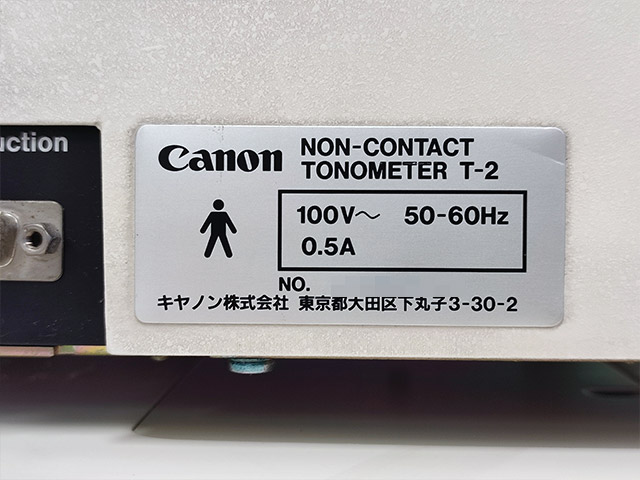 uction
Canon NON-CONTACT
TONOMETER T-2
100V～ 50-60Hz
0.5A
NO.
キヤノン株式会社 東京都大田区下丸子3-30-2